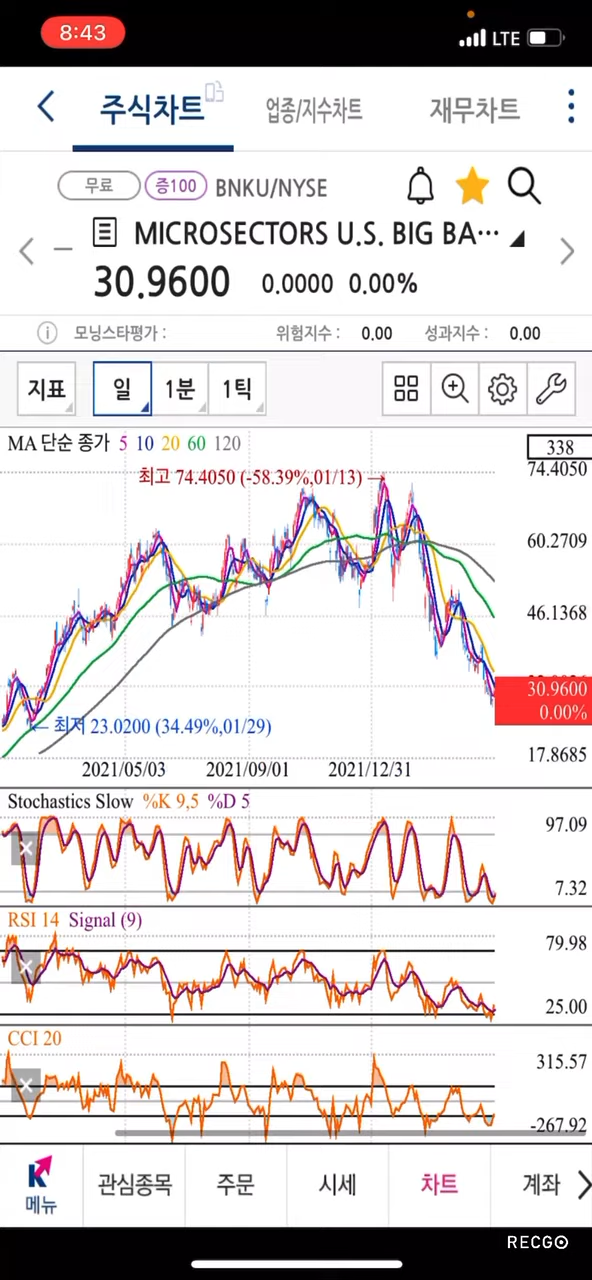 8:43 LTE
주식차트 업종/지수차트 재무차트
무료 증100 BNKU/NYSE
MICROSECTORS U.S. BIG BA···
30.9600 0.0000 0.00%
모닝스타평가 : 위험지수 : 0.00 성과지수 : 0.00
지표 일 1분 1틱
MA 단순 종가 5 10 20 60 120
338
최고 74.4050 (-58.39%,01/13) →
74.4050
60.2709
46.1368
30.9600
0.00%
← 최저 23.0200 (34.49%,01/29)
17.8685
2021/05/03 2021/09/01 2021/12/31
Stochastics Slow %K 9,5 %D 5
97.09
7.32
RSI 14 Signal (9)
79.98
25.00
CCI 20
315.57
-267.92
K
메뉴 관심종목 주문 시세 차트 계좌
RECGO